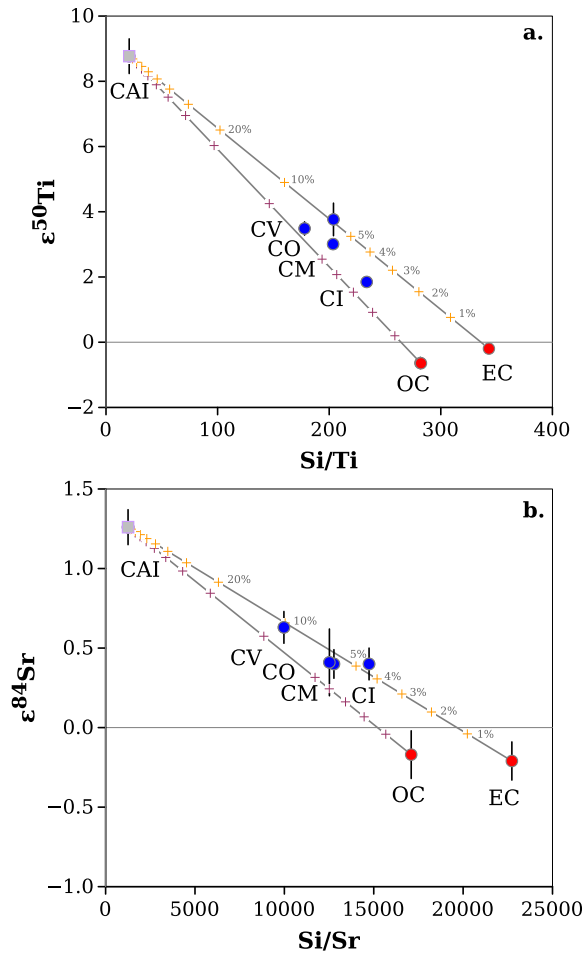 a.
10
8
6
4
2
0
−2
ε⁵⁰Ti
CAI
20%
10%
5%
4%
3%
2%
1%
CV
CO
CM
CI
OC
EC
0
100
200
300
400
Si/Ti
b.
1.5
1.0
0.5
0.0
−0.5
−1.0
ε⁸⁴Sr
CAI
20%
10%
5%
4%
3%
2%
1%
CV
CO
CM
CI
OC
EC
0
5000
10000
15000
20000
25000
Si/Sr